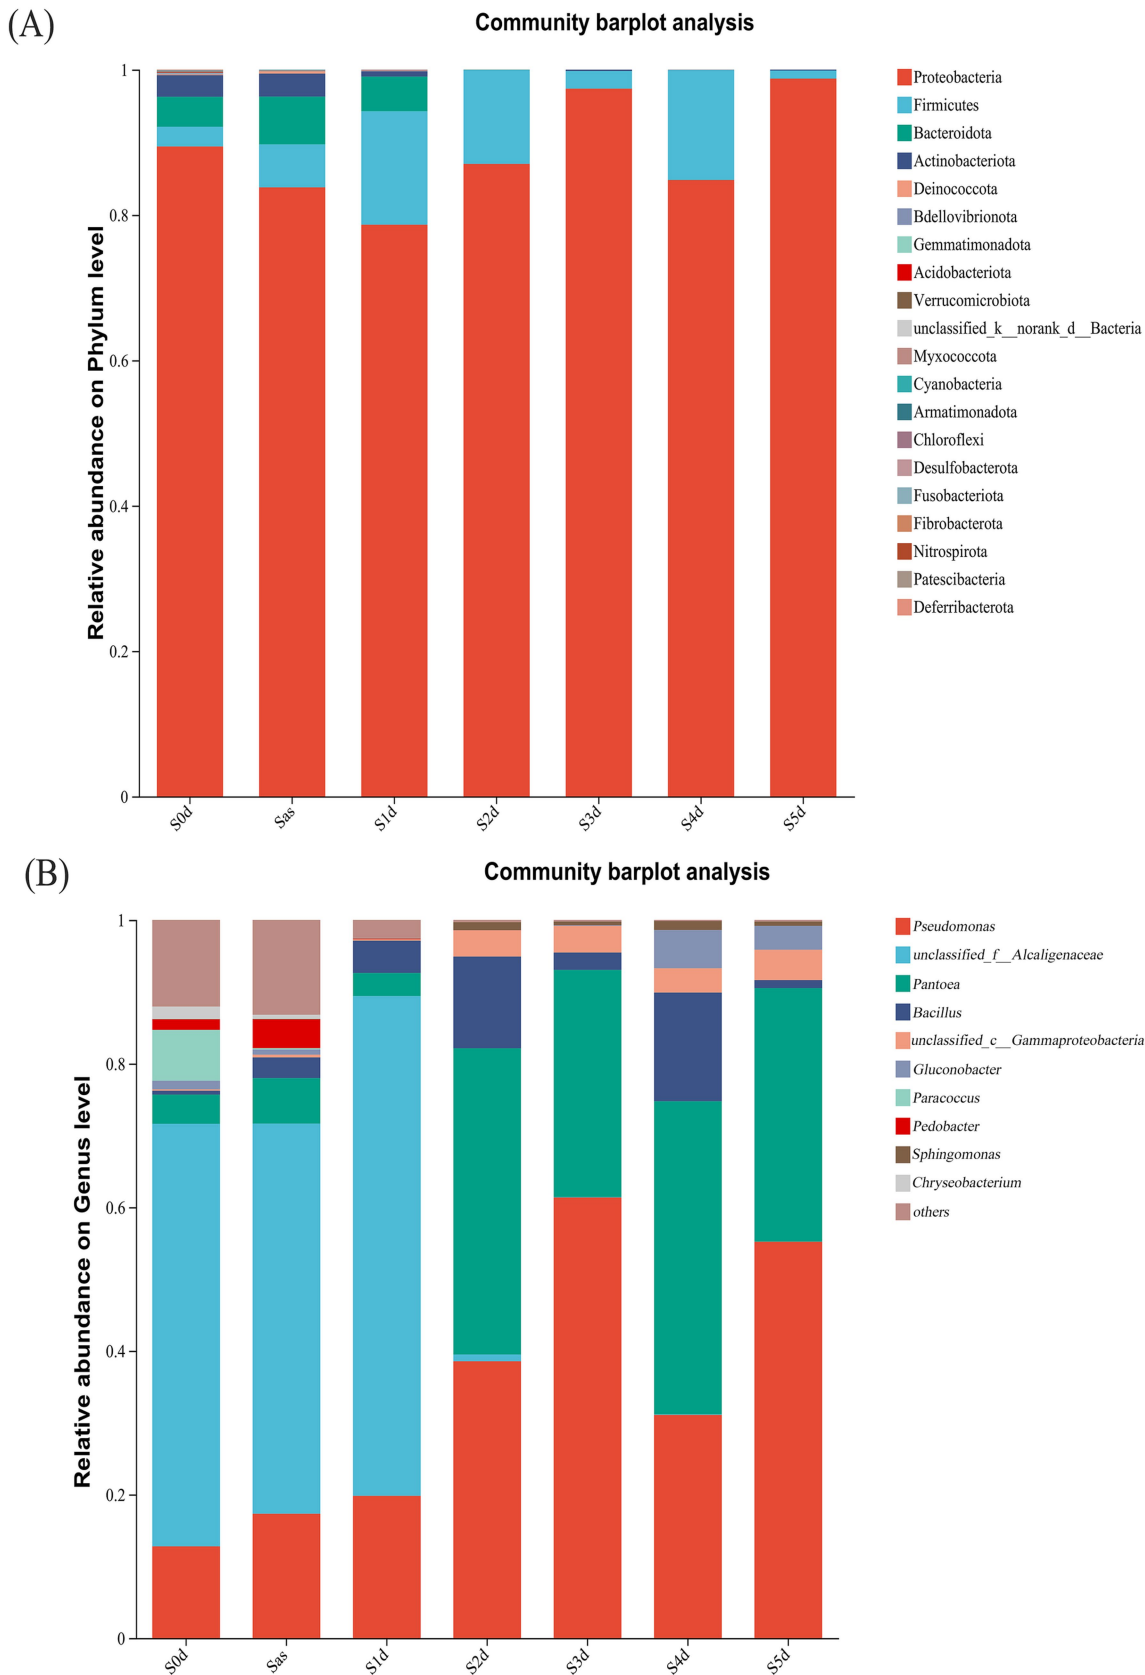 (A)
Community barplot analysis
Relative abundance on Phylum level
1
0.8
0.6
0.4
0.2
0
S0d
Sas
S1d
S2d
S3d
S4d
S5d
Proteobacteria
Firmicutes
Bacteroidota
Actinobacteriota
Deinococcota
Bdellovibrionota
Gemmatimonadota
Acidobacteriota
Verrucomicrobiota
unclassified_k__norank_d__Bacteria
Myxococcota
Cyanobacteria
Armatimonadota
Chloroflexi
Desulfobacterota
Fusobacteriota
Fibrobacterota
Nitrospirota
Patescibacteria
Deferribacterota
(B)
Community barplot analysis
Relative abundance on Genus level
1
0.8
0.6
0.4
0.2
0
S0d
Sas
S1d
S2d
S3d
S4d
S5d
Pseudomonas
unclassified_f__Alcaligenaceae
Pantoea
Bacillus
unclassified_c__Gammaproteobacteria
Gluconobacter
Paracoccus
Pedobacter
Sphingomonas
Chryseobacterium
others